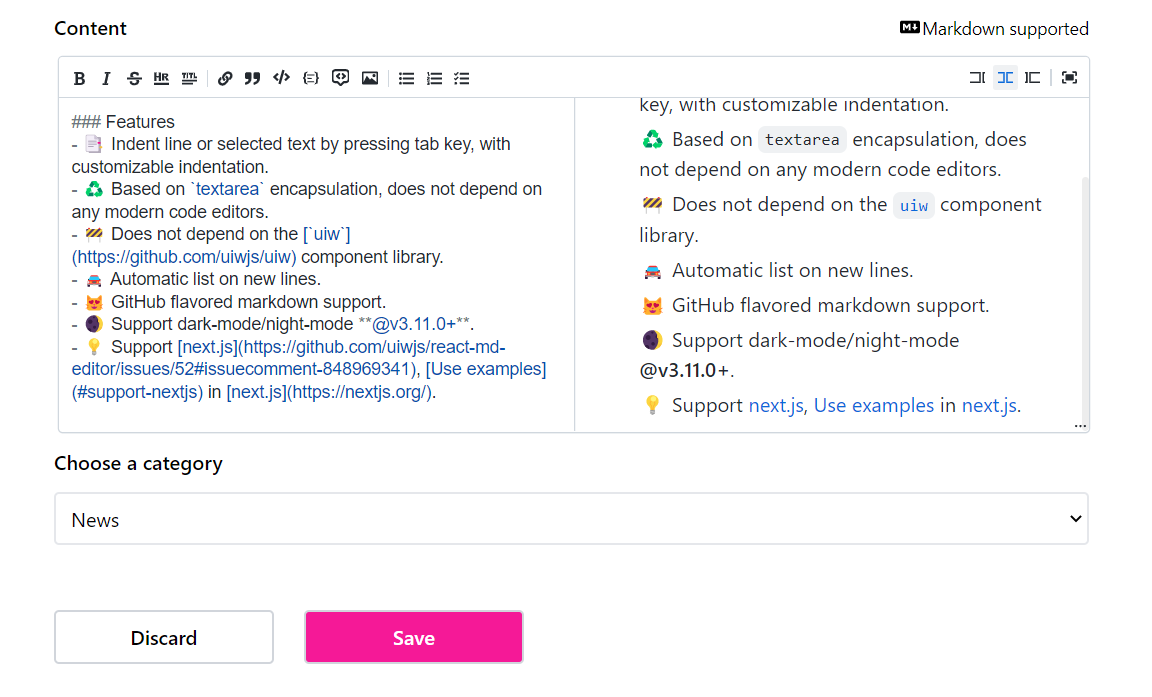 Content
M↓ Markdown supported
B I S HR TITL
### Features
- 📑 Indent line or selected text by pressing tab key, with
customizable indentation.
- ♻️ Based on `textarea` encapsulation, does not depend on
any modern code editors.
- 🚧 Does not depend on the [`uiw`]
(https://github.com/uiwjs/uiw) component library.
- 🚘 Automatic list on new lines.
- 😻 GitHub flavored markdown support.
- 🌒 Support dark-mode/night-mode **@v3.11.0+**.
- 💡 Support [next.js](https://github.com/uiwjs/react-md-
editor/issues/52#issuecomment-848969341), [Use examples]
(#support-nextjs) in [next.js](https://nextjs.org/).
key, with customizable indentation.
♻️ Based on textarea encapsulation, does
not depend on any modern code editors.
🚧 Does not depend on the uiw component
library.
🚘 Automatic list on new lines.
😻 GitHub flavored markdown support.
🌒 Support dark-mode/night-mode
@v3.11.0+.
💡 Support next.js, Use examples in next.js.
Choose a category
News
Discard
Save